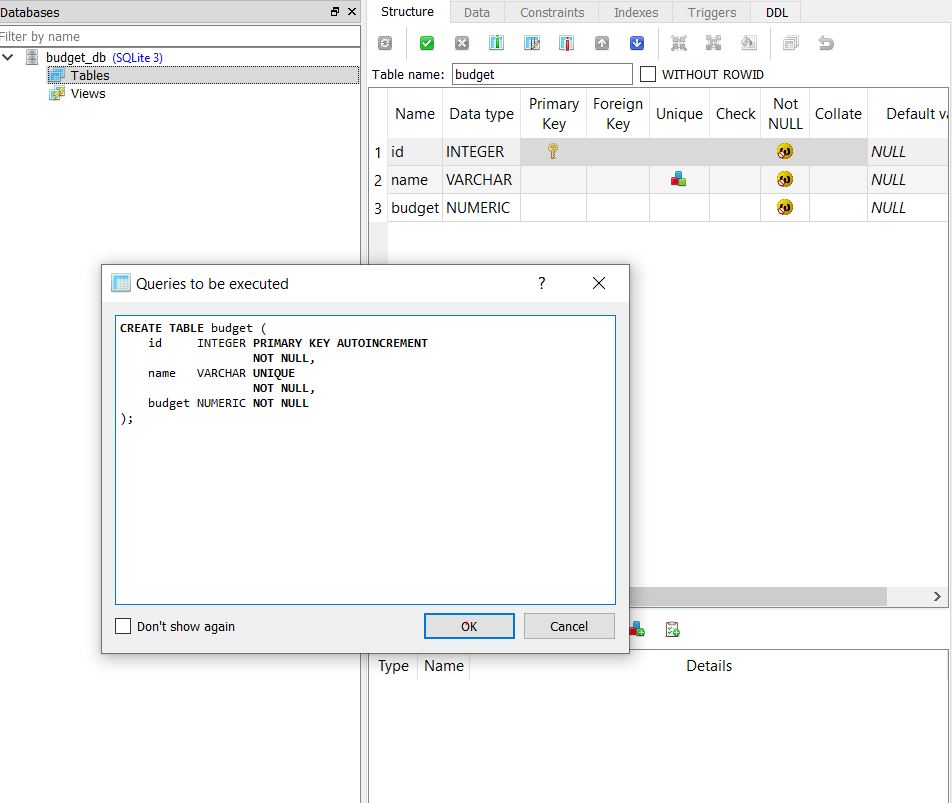 Databases
Filter by name
budget_db (SQLite 3)
Tables
Views
Structure Data Constraints Indexes Triggers DDL
Table name: budget WITHOUT ROWID
Name Data type Primary Key Foreign Key Unique Check Not NULL Collate Default va
1 id INTEGER NULL
2 name VARCHAR NULL
3 budget NUMERIC NULL
Queries to be executed ?
CREATE TABLE budget (
id INTEGER PRIMARY KEY AUTOINCREMENT
NOT NULL,
name VARCHAR UNIQUE
NOT NULL,
budget NUMERIC NOT NULL
);
Don't show again OK Cancel
Type Name Details